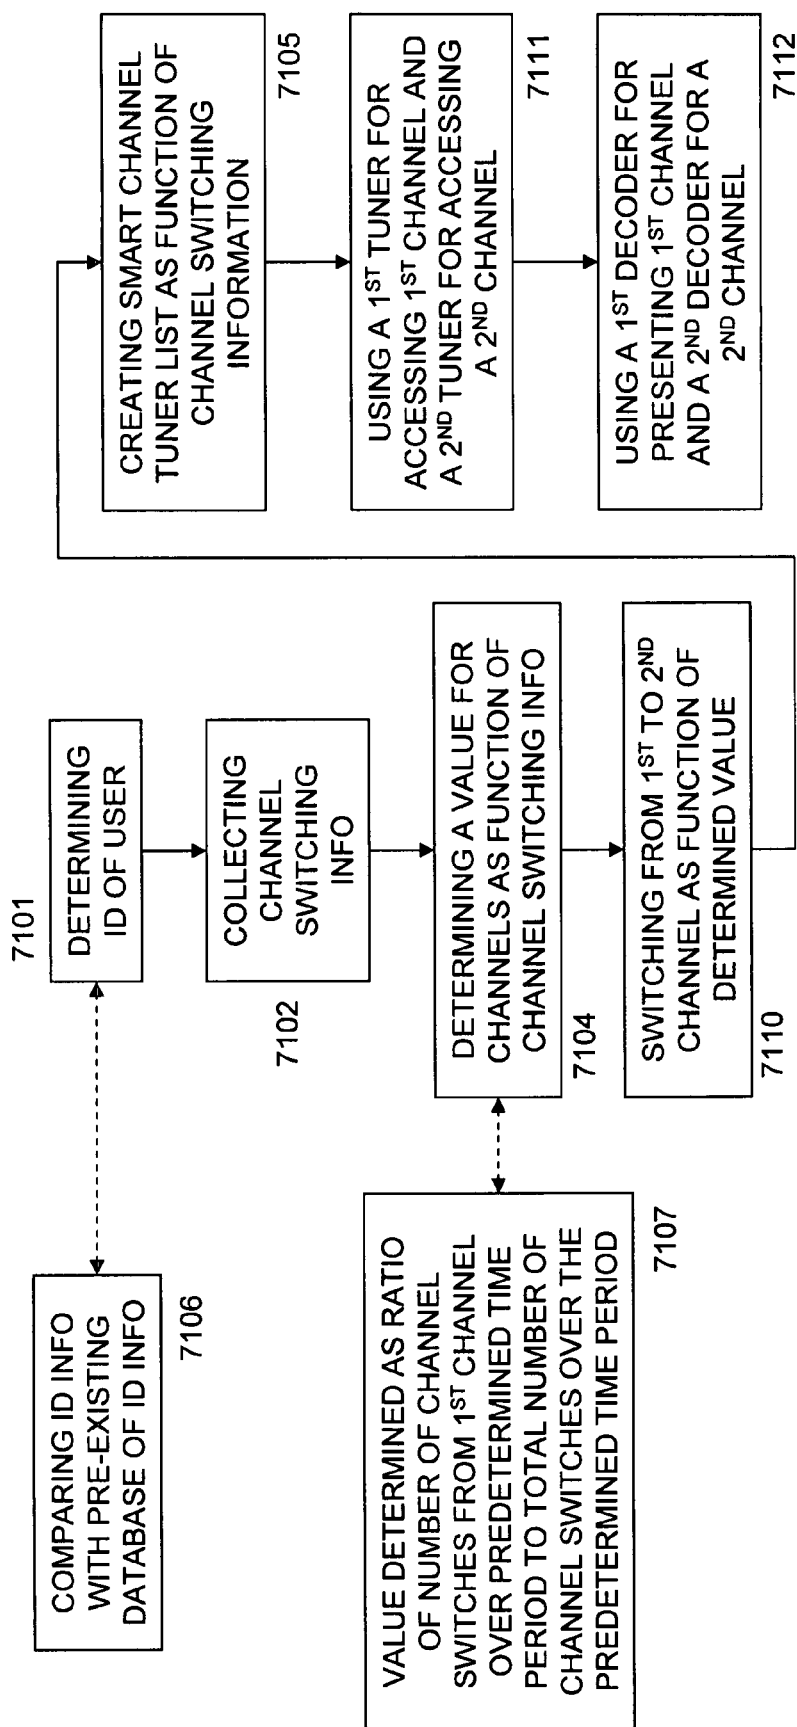 7101
DETERMINING
ID OF USER
COMPARING ID INFO
WITH PRE-EXISTING
DATABASE OF ID INFO
7106
COLLECTING
CHANNEL
SWITCHING
INFO
7102
DETERMINING A VALUE FOR
CHANNELS AS FUNCTION OF
CHANNEL SWITCHING INFO
7104
VALUE DETERMINED AS RATIO
OF NUMBER OF CHANNEL
SWITCHES FROM 1ST CHANNEL
OVER PREDETERMINED TIME
PERIOD TO TOTAL NUMBER OF
CHANNEL SWITCHES OVER THE
PREDETERMINED TIME PERIOD
7107
SWITCHING FROM 1ST TO 2ND
CHANNEL AS FUNCTION OF
DETERMINED VALUE
7110
CREATING SMART CHANNEL
TUNER LIST AS FUNCTION OF
CHANNEL SWITCHING
INFORMATION
7105
USING A 1ST TUNER FOR
ACCESSING 1ST CHANNEL AND
A 2ND TUNER FOR ACCESSING
A 2ND CHANNEL
7111
USING A 1ST DECODER FOR
PRESENTING 1ST CHANNEL
AND A 2ND DECODER FOR A
2ND CHANNEL
7112